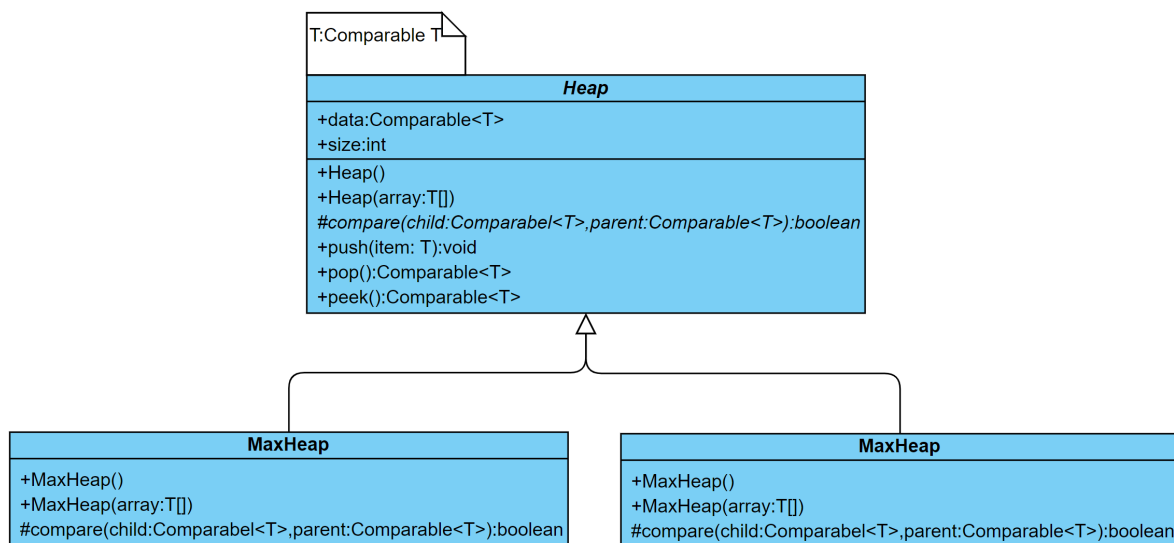 T:Comparable T
Heap
+data:Comparable<T>
+size:int
+Heap()
+Heap(array:T[])
#compare(child:Comparabel<T>,parent:Comparable<T>):boolean
+push(item: T):void
+pop():Comparable<T>
+peek():Comparable<T>
MaxHeap
+MaxHeap()
+MaxHeap(array:T[])
#compare(child:Comparabel<T>,parent:Comparable<T>):boolean
MaxHeap
+MaxHeap()
+MaxHeap(array:T[])
#compare(child:Comparabel<T>,parent:Comparable<T>):boolean